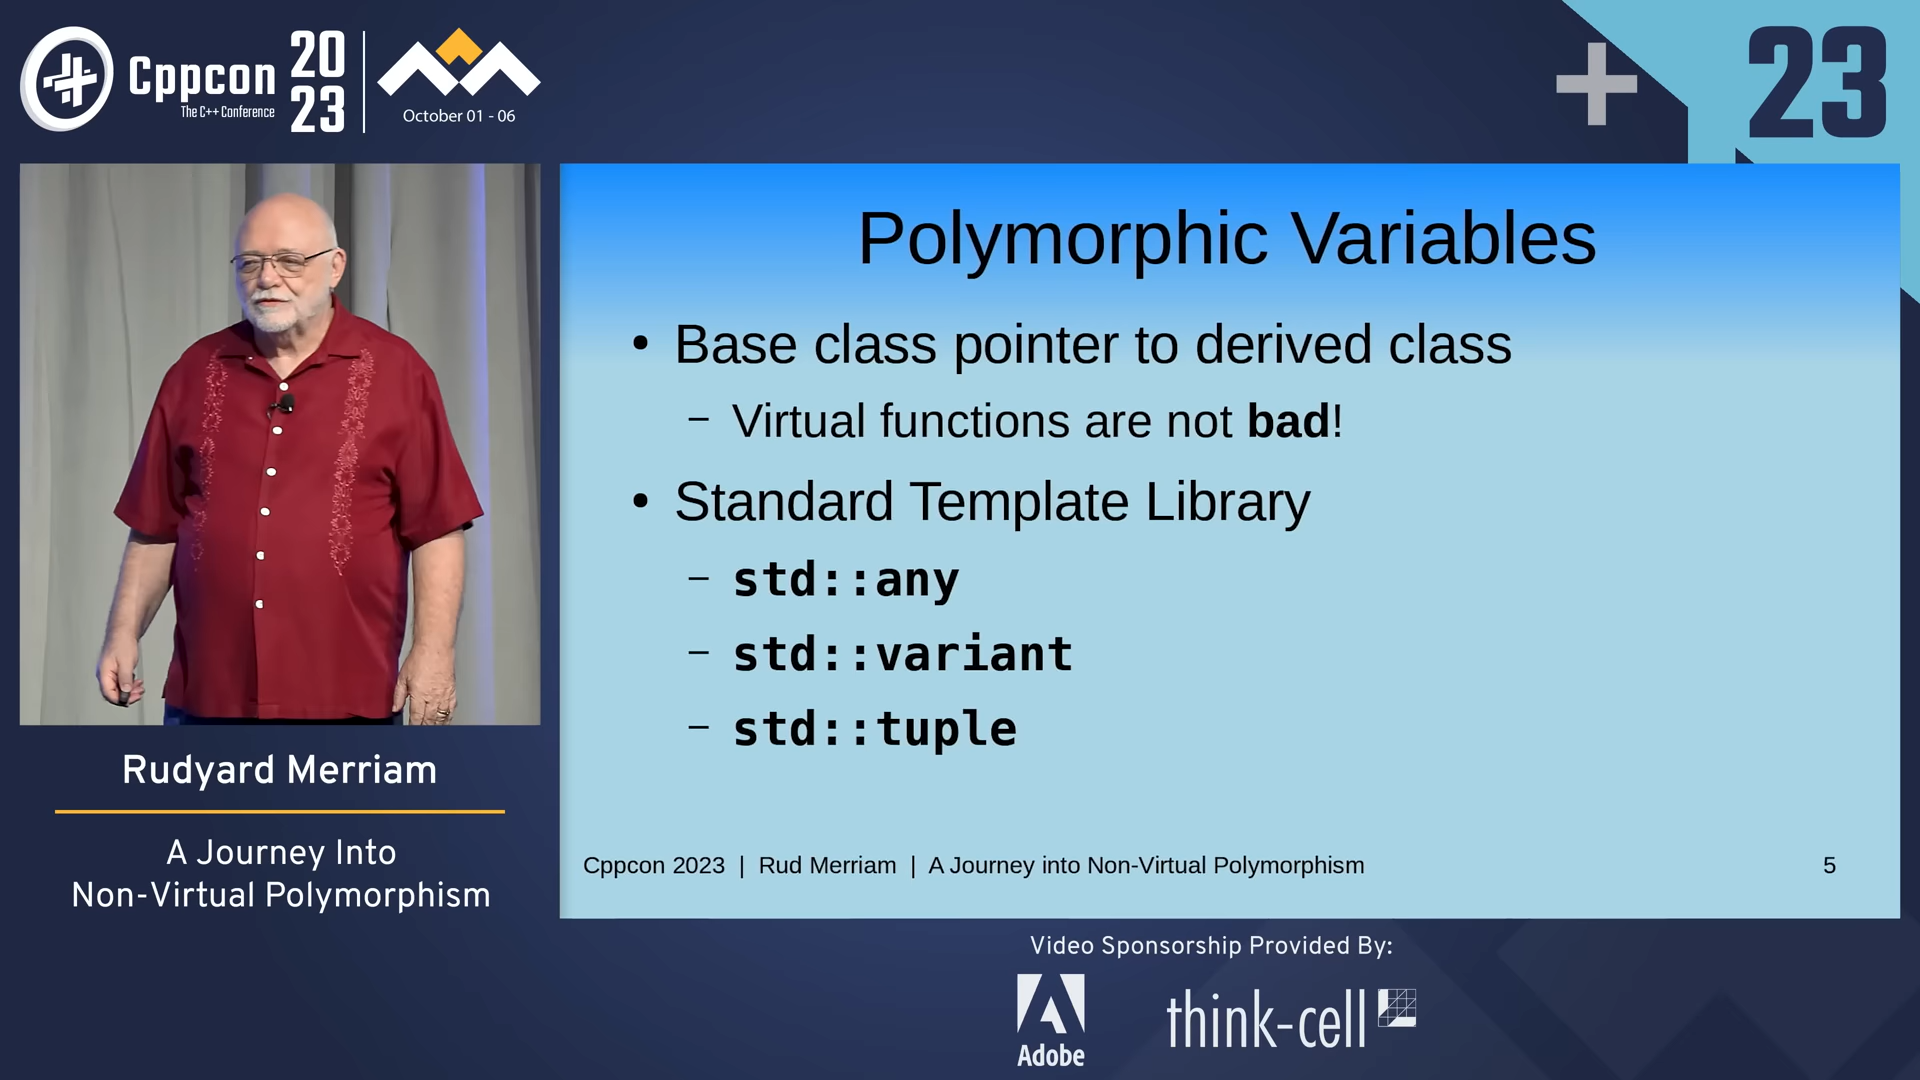 Cppcon
The C++ Conference
20
23
October 01 - 06
23
Polymorphic Variables
• Base class pointer to derived class
– Virtual functions are not bad!
• Standard Template Library
– std::any
– std::variant
– std::tuple
Cppcon 2023 | Rud Merriam | A Journey into Non-Virtual Polymorphism
5
Rudyard Merriam
A Journey Into
Non-Virtual Polymorphism
Video Sponsorship Provided By:
Adobe
think-cell